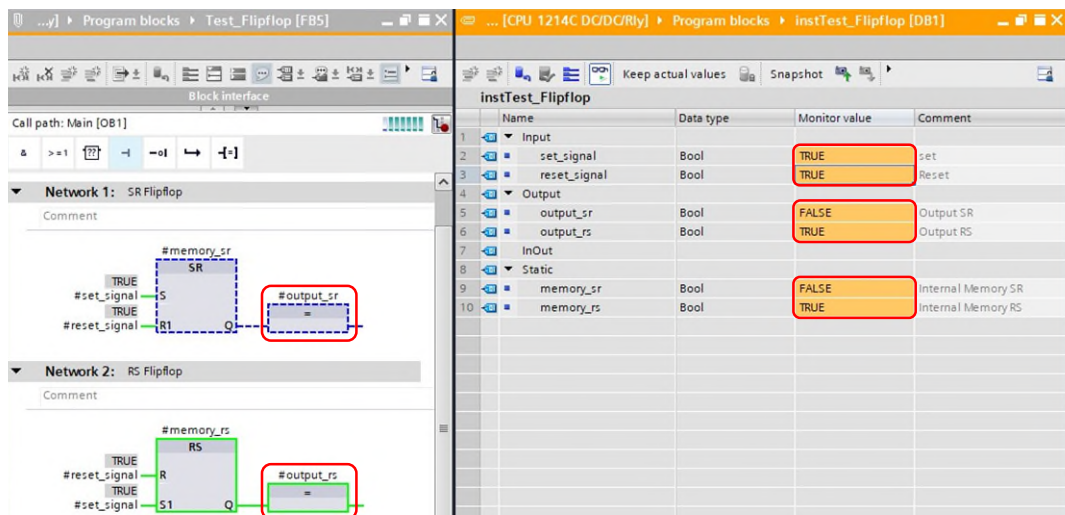 ...y] ▸ Program blocks ▸ Test_Flipflop [FB5]
Block interface
Call path: Main [OB1]
& >=1 ?? -| -o| ↦ -[=]
Network 1: SR Flipflop
Comment
#memory_sr
SR
TRUE
#set_signal S
TRUE
#reset_signal R1 Q
#output_sr
=
Network 2: RS Flipflop
Comment
#memory_rs
RS
TRUE
#reset_signal R
TRUE
#set_signal S1 Q
#output_rs
=
... [CPU 1214C DC/DC/Rly] ▸ Program blocks ▸ instTest_Flipflop [DB1]
Keep actual values Snapshot
instTest_Flipflop
Name Data type Monitor value Comment
1 Input
2 set_signal Bool TRUE set
3 reset_signal Bool TRUE Reset
4 Output
5 output_sr Bool FALSE Output SR
6 output_rs Bool TRUE Output RS
7 InOut
8 Static
9 memory_sr Bool FALSE Internal Memory SR
10 memory_rs Bool TRUE Internal Memory RS